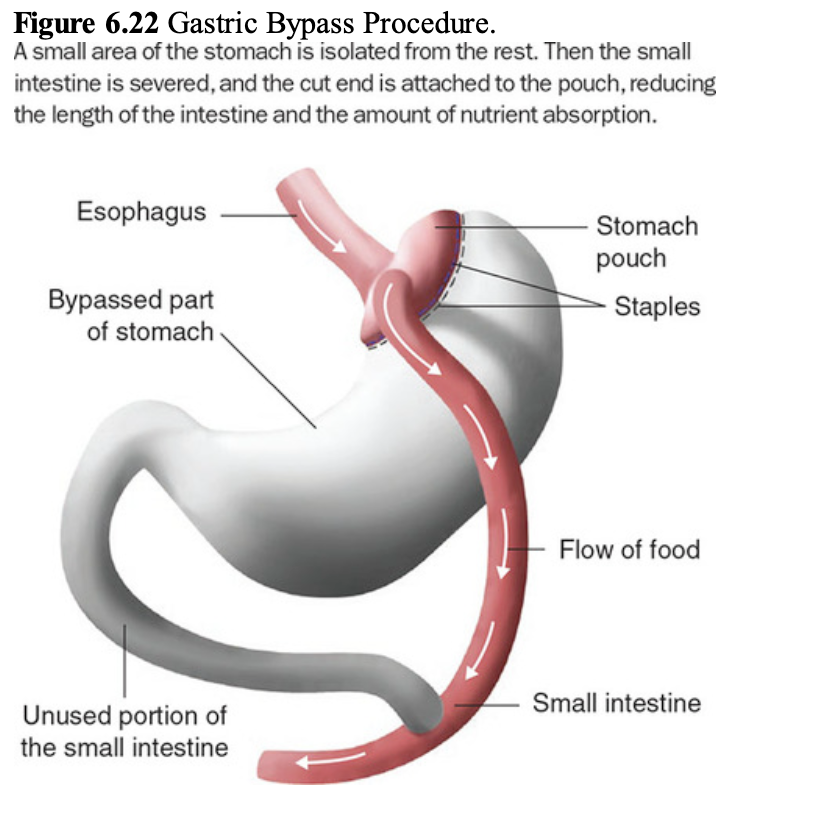 Figure 6.22 Gastric Bypass Procedure.
A small area of the stomach is isolated from the rest. Then the small
intestine is severed, and the cut end is attached to the pouch, reducing
the length of the intestine and the amount of nutrient absorption.
Esophagus
Stomach
pouch
Bypassed part
of stomach
Staples
Flow of food
Small intestine
Unused portion of
the small intestine